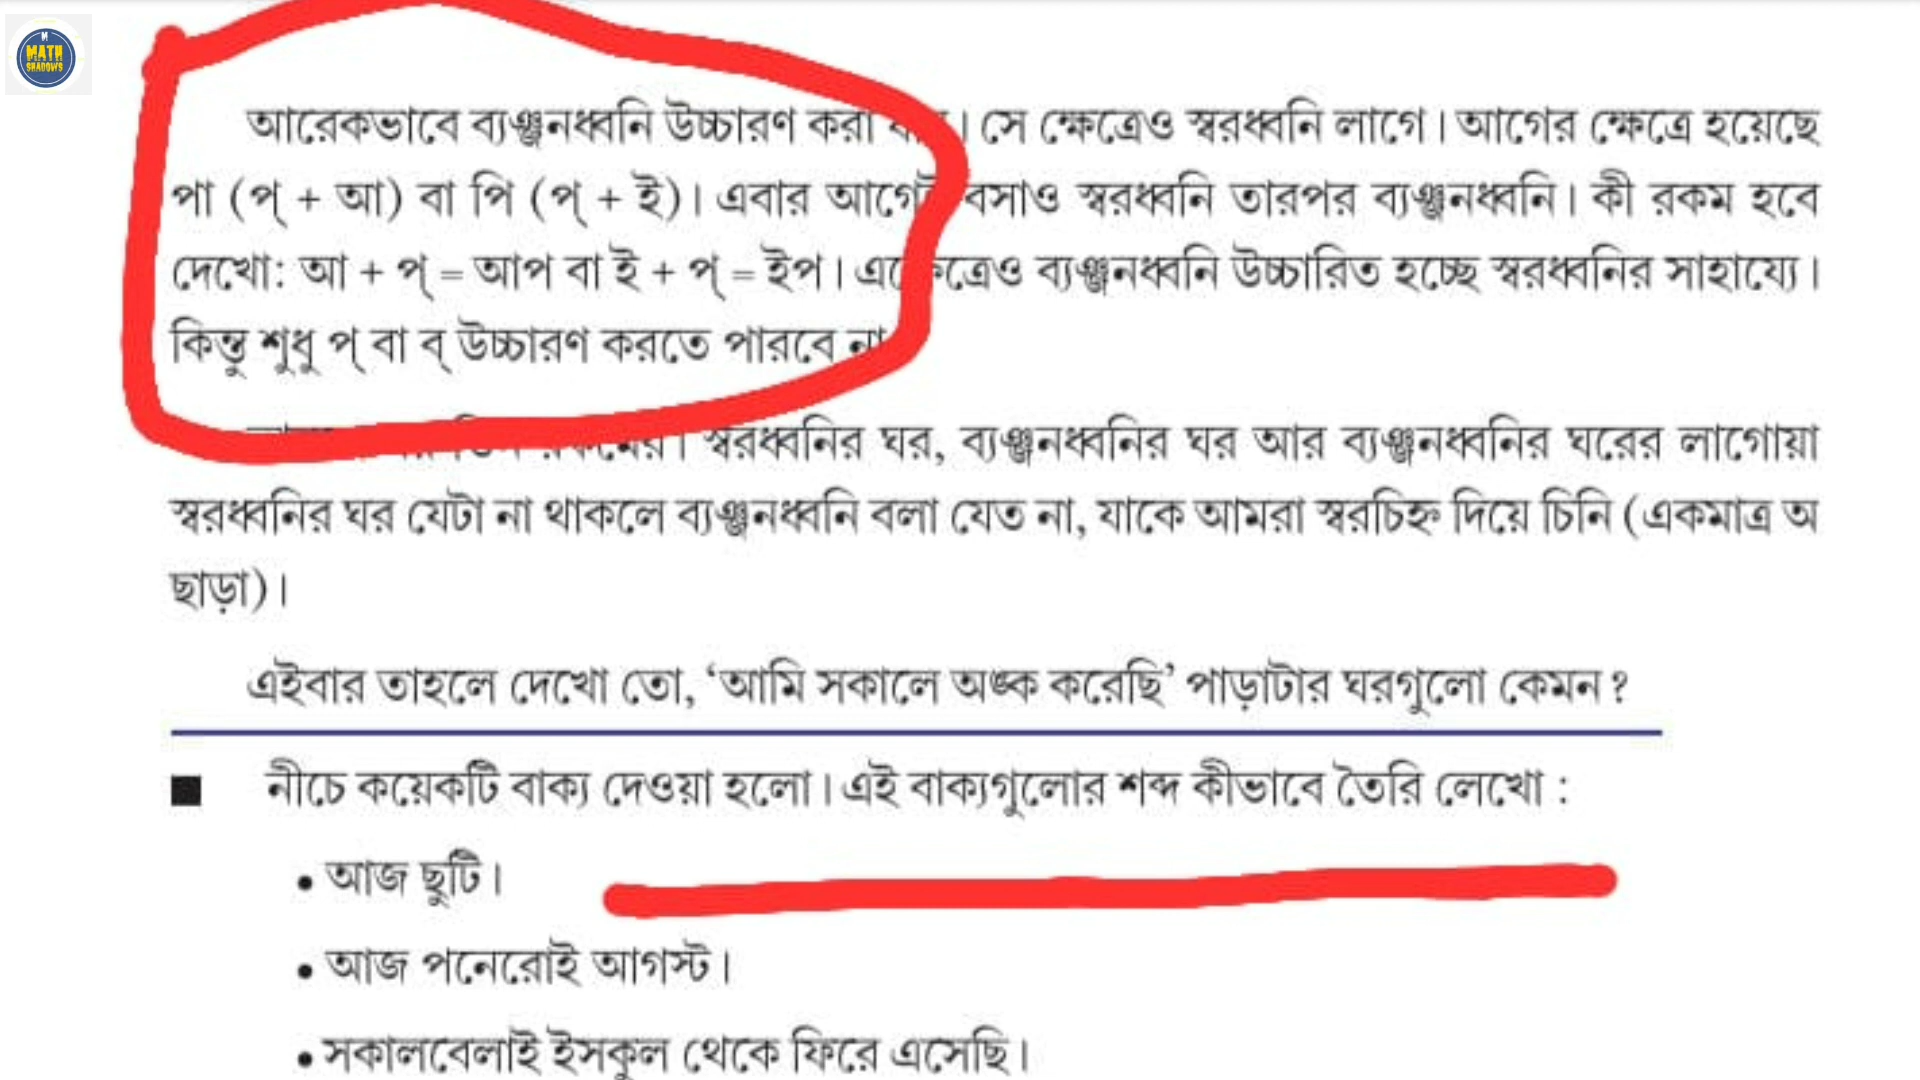 MATH
SHADOWS
আরেকভাবে ব্যঞ্জনধ্বনি উচ্চারণ করা । সে ক্ষেত্রেও স্বরধ্বনি লাগে। আগের ক্ষেত্রে হয়েছে
পা (প্ + আ) বা পি (প্ + ই)। এবার আগে বসাও স্বরধ্বনি তারপর ব্যঞ্জনধ্বনি। কী রকম হবে
দেখো: আ + প্ = আপ বা ই + প্ = ইপ। ব্যঞ্জনধ্বনি উচ্চারিত হচ্ছে স্বরধ্বনির সাহায্যে।
কিন্তু শুধু প্ বা ব্ উচ্চারণ করতে পারবে না
স্বরধ্বনির ঘর, ব্যঞ্জনধ্বনির ঘর আর ব্যঞ্জনধ্বনির ঘরের লাগোয়া
স্বরধ্বনির ঘর যেটা না থাকলে ব্যঞ্জনধ্বনি বলা যেত না, যাকে আমরা স্বরচিহ্ন দিয়ে চিনি (একমাত্র অ
ছাড়া)।
এইবার তাহলে দেখো তো, ‘আমি সকালে অঙ্ক করেছি’ পাড়াটার ঘরগুলো কেমন?
■ নীচে কয়েকটি বাক্য দেওয়া হলো। এই বাক্যগুলোর শব্দ কীভাবে তৈরি লেখো :
• আজ ছুটি।
• আজ পনেরোই আগস্ট।
• সকালবেলাই ইসকুল থেকে ফিরে এসেছি।